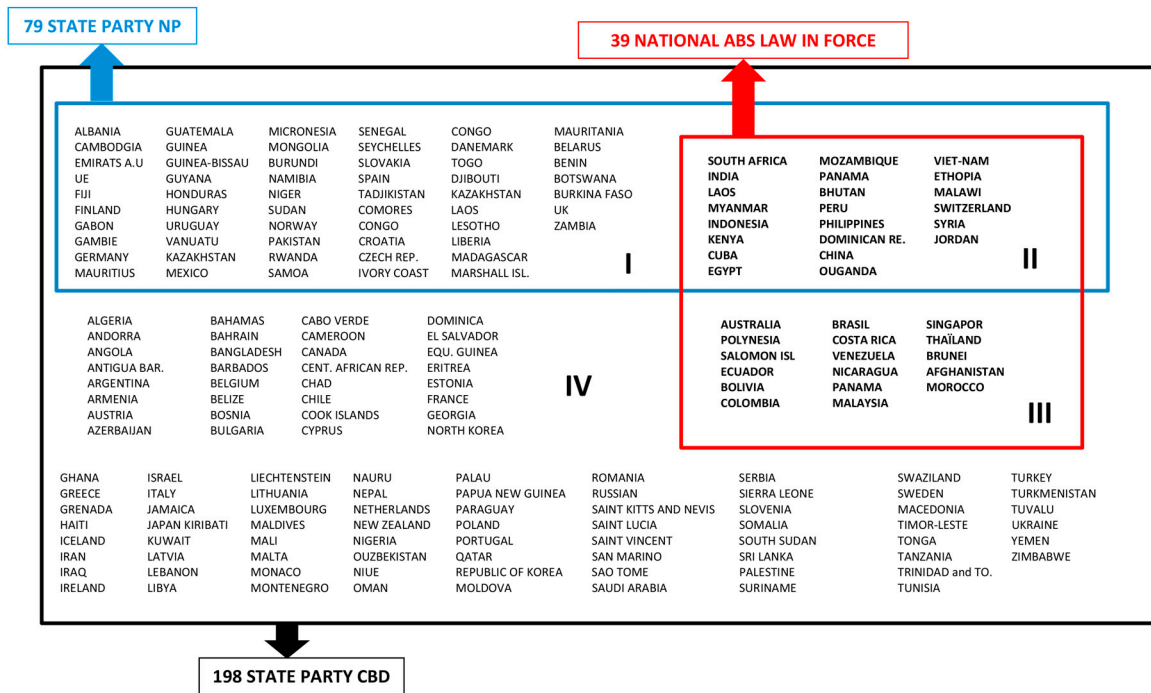 79 STATE PARTY NP
39 NATIONAL ABS LAW IN FORCE
ALBANIA GUATEMALA MICRONESIA SENEGAL CONGO MAURITANIA
CAMBODGIA GUINEA MONGOLIA SEYCHELLES DANEMARK BELARUS
EMIRATS A.U GUINEA-BISSAU BURUNDI SLOVAKIA TOGO BENIN
UE GUYANA NAMIBIA SPAIN DJIBOUTI BOTSWANA
FIJI HONDURAS NIGER TADJIKISTAN KAZAKHSTAN BURKINA FASO
FINLAND HUNGARY SUDAN COMORES LAOS UK
GABON URUGUAY NORWAY CONGO LESOTHO ZAMBIA
GAMBIE VANUATU PAKISTAN CROATIA LIBERIA
GERMANY KAZAKHSTAN RWANDA CZECH REP. MADAGASCAR
MAURITIUS MEXICO SAMOA IVORY COAST MARSHALL ISL.
I
SOUTH AFRICA MOZAMBIQUE VIET-NAM
INDIA PANAMA ETHOPIA
LAOS BHUTAN MALAWI
MYANMAR PERU SWITZERLAND
INDONESIA PHILIPPINES SYRIA
KENYA DOMINICAN RE. JORDAN
CUBA CHINA
EGYPT OUGANDA
II
ALGERIA BAHAMAS CABO VERDE DOMINICA
ANDORRA BAHRAIN CAMEROON EL SALVADOR
ANGOLA BANGLADESH CANADA EQU. GUINEA
ANTIGUA BAR. BARBADOS CENT. AFRICAN REP. ERITREA
ARGENTINA BELGIUM CHAD ESTONIA
ARMENIA BELIZE CHILE FRANCE
AUSTRIA BOSNIA COOK ISLANDS GEORGIA
AZERBAIJAN BULGARIA CYPRUS NORTH KOREA
IV
AUSTRALIA BRASIL SINGAPOR
POLYNESIA COSTA RICA THAÏLAND
SALOMON ISL VENEZUELA BRUNEI
ECUADOR NICARAGUA AFGHANISTAN
BOLIVIA PANAMA MOROCCO
COLOMBIA MALAYSIA
III
GHANA ISRAEL LIECHTENSTEIN NAURU PALAU ROMANIA SERBIA SWAZILAND TURKEY
GREECE ITALY LITHUANIA NEPAL PAPUA NEW GUINEA RUSSIAN SIERRA LEONE SWEDEN TURKMENISTAN
GRENADA JAMAICA LUXEMBOURG NETHERLANDS PARAGUAY SAINT KITTS AND NEVIS SLOVENIA MACEDONIA TUVALU
HAITI JAPAN KIRIBATI MALDIVES NEW ZEALAND POLAND SAINT LUCIA SOMALIA TIMOR-LESTE UKRAINE
ICELAND KUWAIT MALI NIGERIA PORTUGAL SAINT VINCENT SOUTH SUDAN TONGA YEMEN
IRAN LATVIA MALTA OUZBEKISTAN QATAR SAN MARINO SRI LANKA TANZANIA ZIMBABWE
IRAQ LEBANON MONACO NIUE REPUBLIC OF KOREA SAO TOME PALESTINE TRINIDAD and TO.
IRELAND LIBYA MONTENEGRO OMAN MOLDOVA SAUDI ARABIA SURINAME TUNISIA
198 STATE PARTY CBD